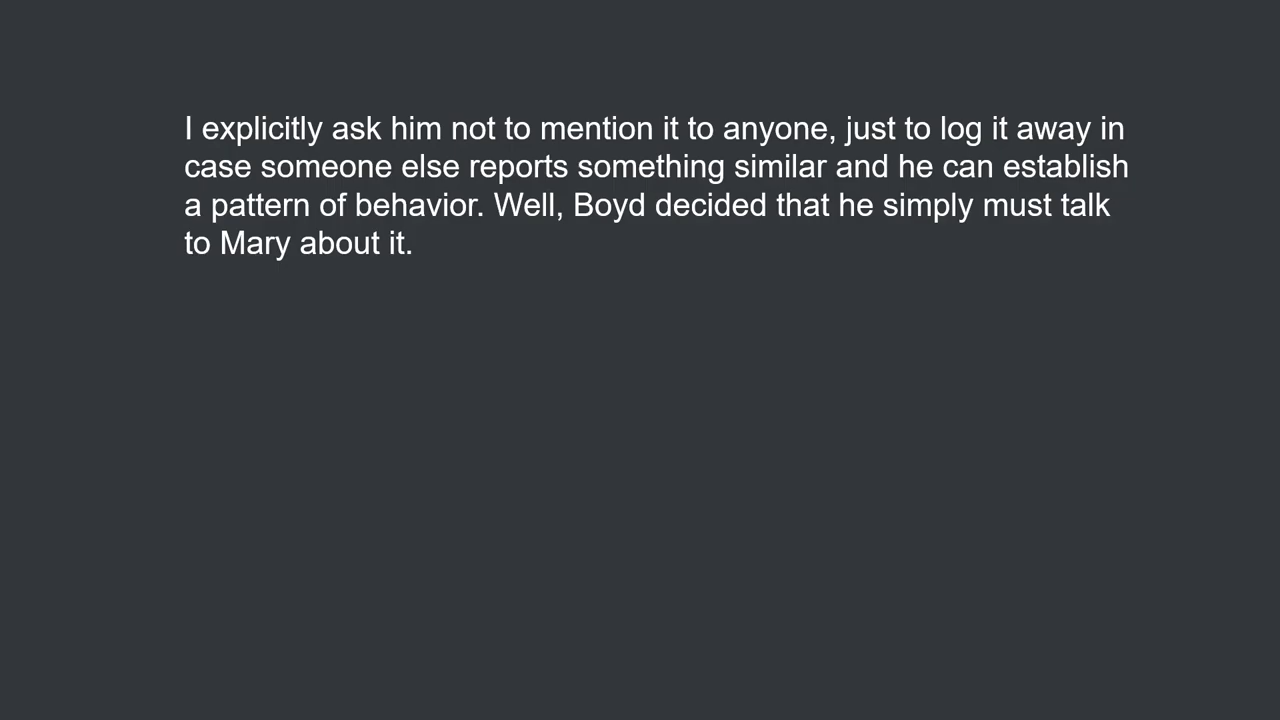 I explicitly ask him not to mention it to anyone, just to log it away in
case someone else reports something similar and he can establish
a pattern of behavior. Well, Boyd decided that he simply must talk
to Mary about it.